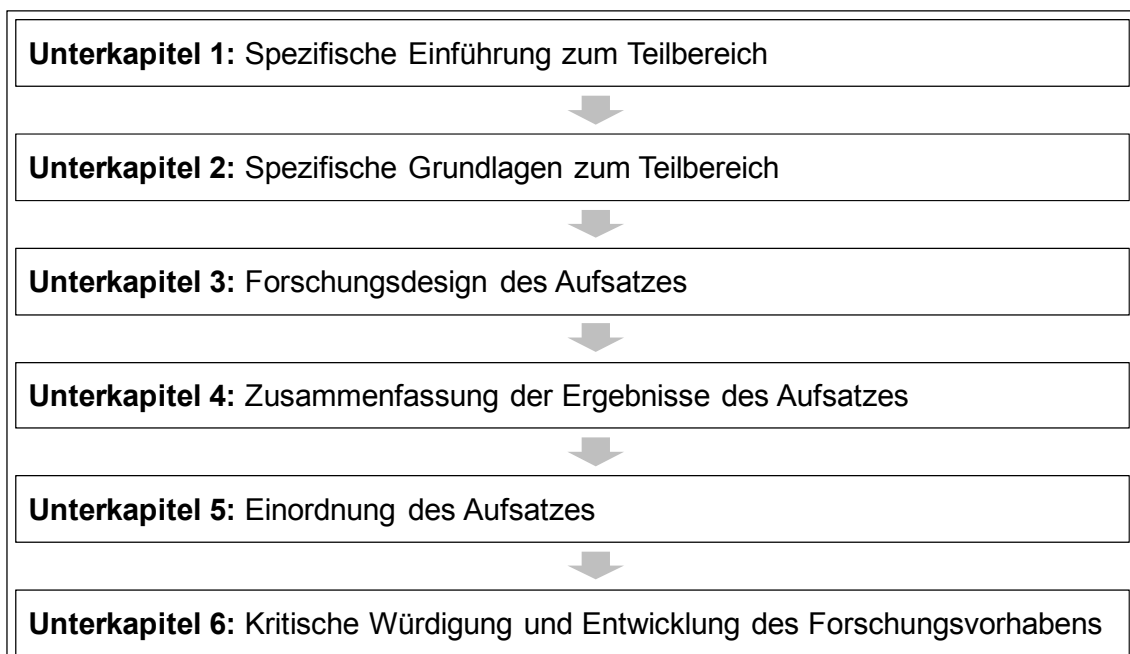 Unterkapitel 1: Spezifische Einführung zum Teilbereich
Unterkapitel 2: Spezifische Grundlagen zum Teilbereich
Unterkapitel 3: Forschungsdesign des Aufsatzes
Unterkapitel 4: Zusammenfassung der Ergebnisse des Aufsatzes
Unterkapitel 5: Einordnung des Aufsatzes
Unterkapitel 6: Kritische Würdigung und Entwicklung des Forschungsvorhabens